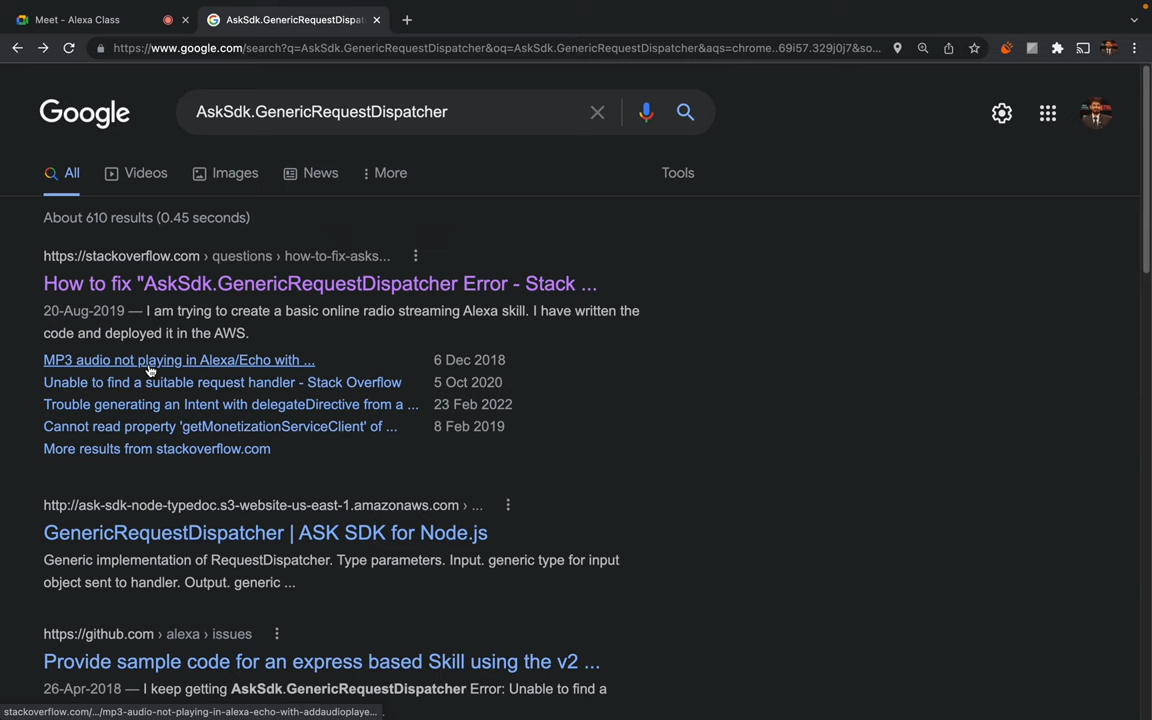 Meet - Alexa Class
AskSdk.GenericRequestDispat
https://www.google.com/search?q=AskSdk.GenericRequestDispatcher&oq=AskSdk.GenericRequestDispatcher&aqs=chrome..69i57.329j0j7&so...
Google
AskSdk.GenericRequestDispatcher
All
Videos
Images
News
More
Tools
About 610 results (0.45 seconds)
https://stackoverflow.com › questions › how-to-fix-asks...
How to fix "AskSdk.GenericRequestDispatcher Error - Stack ...
20-Aug-2019 — I am trying to create a basic online radio streaming Alexa skill. I have written the
code and deployed it in the AWS.
MP3 audio not playing in Alexa/Echo with ... 6 Dec 2018
Unable to find a suitable request handler - Stack Overflow 5 Oct 2020
Trouble generating an Intent with delegateDirective from a ... 23 Feb 2022
Cannot read property 'getMonetizationServiceClient' of ... 8 Feb 2019
More results from stackoverflow.com
http://ask-sdk-node-typedoc.s3-website-us-east-1.amazonaws.com › ...
GenericRequestDispatcher | ASK SDK for Node.js
Generic implementation of RequestDispatcher. Type parameters. Input. generic type for input
object sent to handler. Output. generic ...
https://github.com › alexa › issues
Provide sample code for an express based Skill using the v2 ...
26-Apr-2018 — I keep getting AskSdk.GenericRequestDispatcher Error: Unable to find a
stackoverflow.com/.../mp3-audio-not-playing-in-alexa-echo-with-addaudioplaye...